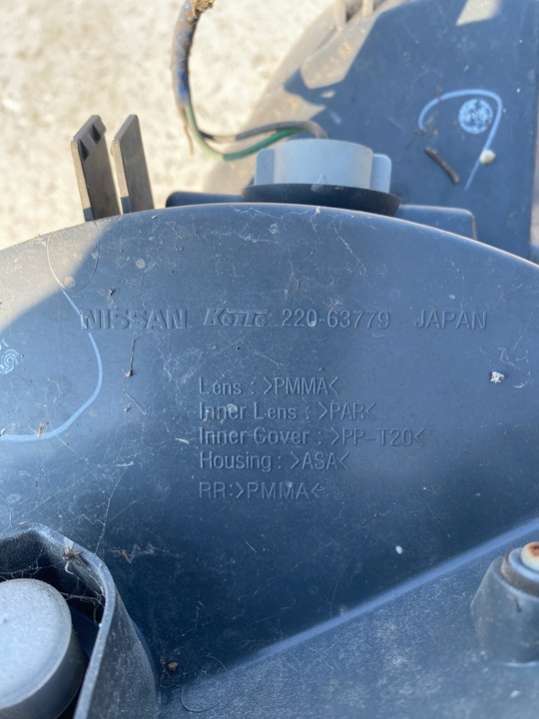 NISSAN KOITO 220-63779 JAPAN
Lens : >PMMA<
Inner Lens : >PAR<
Inner Cover : >PP-T20<
Housing : >ASA<
RR:>PMMA<